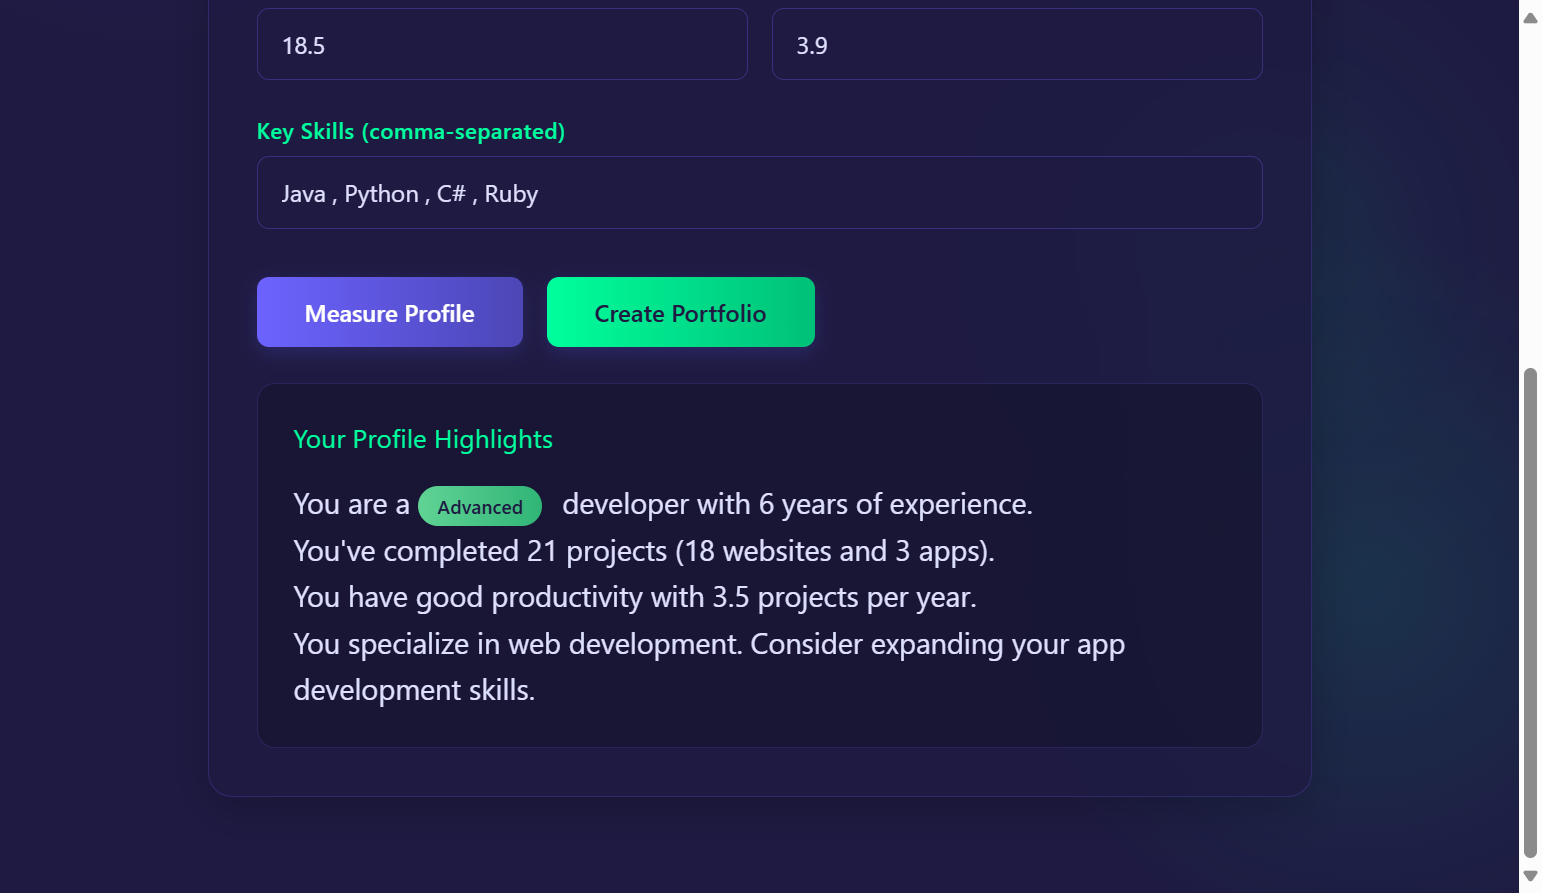 18.5 3.9
Key Skills (comma-separated)
Java , Python , C# , Ruby
Measure Profile Create Portfolio
Your Profile Highlights
You are a Advanced developer with 6 years of experience.
You've completed 21 projects (18 websites and 3 apps).
You have good productivity with 3.5 projects per year.
You specialize in web development. Consider expanding your app
development skills.